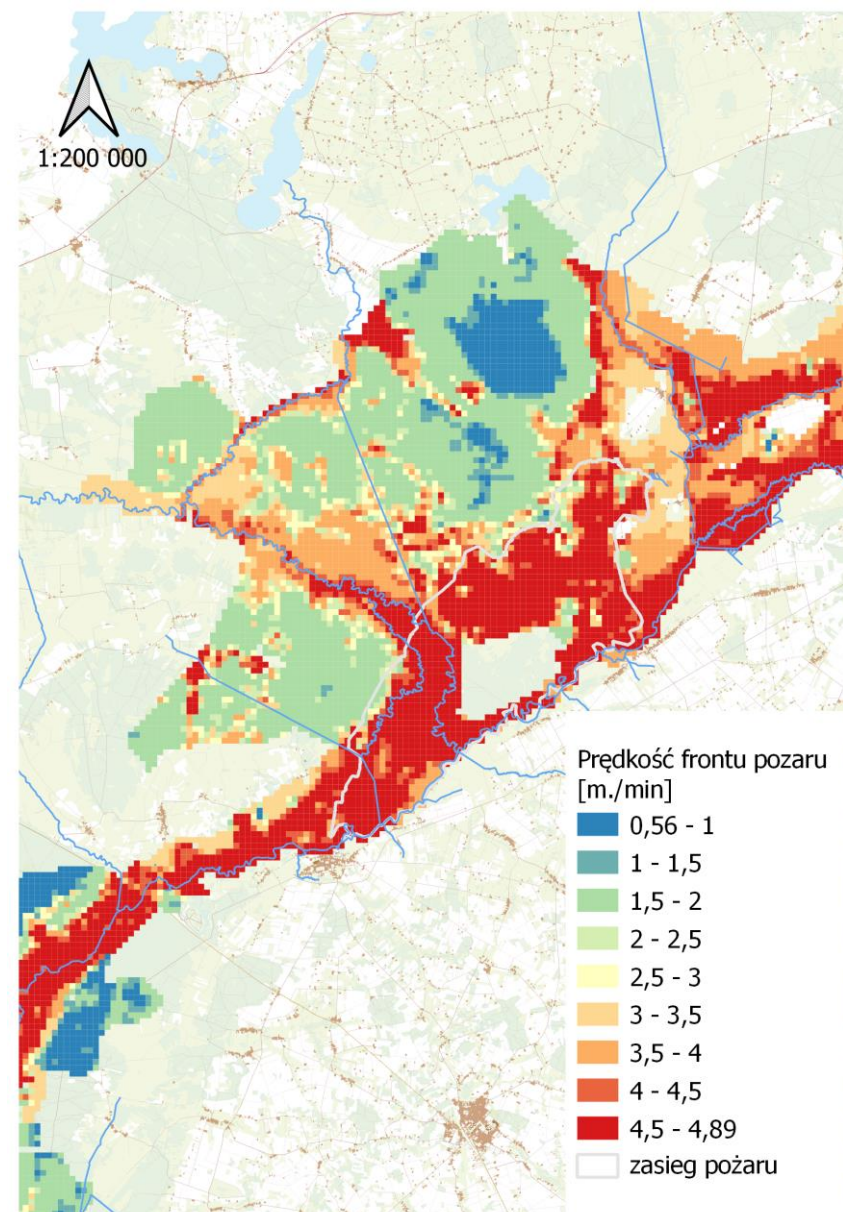 1:200 000
Prędkość frontu pozaru
[m./min]
0,56 - 1
1 - 1,5
1,5 - 2
2 - 2,5
2,5 - 3
3 - 3,5
3,5 - 4
4 - 4,5
4,5 - 4,89
zasieg pożaru